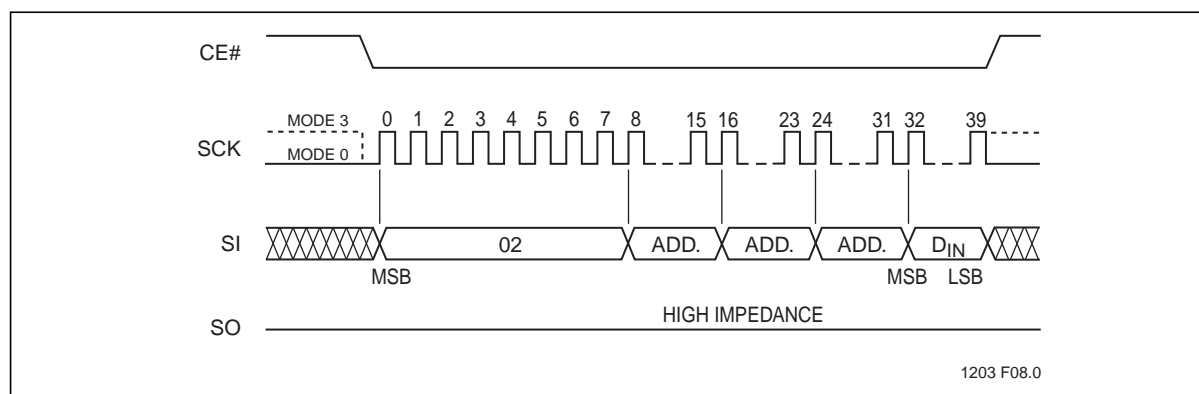 CE#
MODE 3 0 1 2 3 4 5 6 7 8 15 16 23 24 31 32 39
SCK MODE 0
SI 02 ADD. ADD. ADD. DIN
MSB MSB LSB
HIGH IMPEDANCE
SO
1203 F08.0